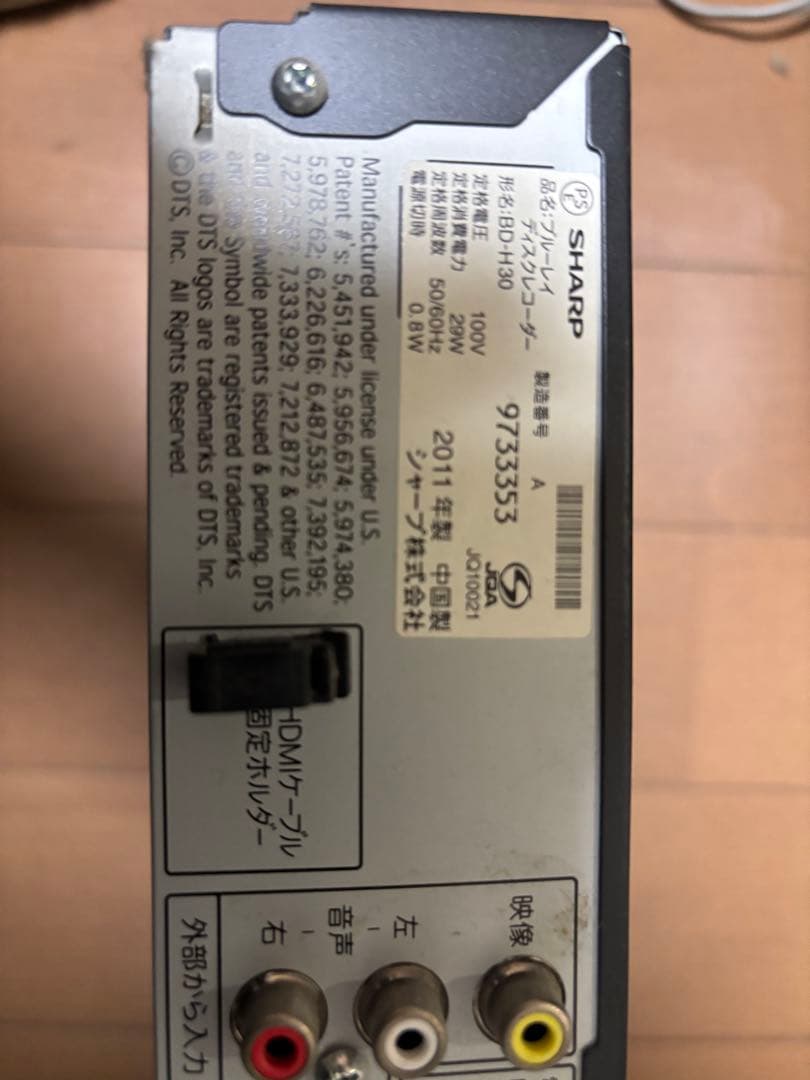 PS
E
SHARP
品名:ブルーレイ
ディスクレコーダー
形名:BD-H30
定格電圧 100V
定格消費電力 29W
定格周波数 50/60Hz
電源切時 0.8W
製造番号 A
9733353
JQA
JQ10021
2011 年製 中国製
シャープ株式会社
Manufactured under license under U.S.
Patent #'s: 5,451,942; 5,956,674; 5,974,380;
5,978,762; 6,226,616; 6,487,535; 7,392,195;
7,333,929; 7,212,872 & other U.S.
and worldwide patents issued & pending. DTS
and Symbol are registered trademarks
& the DTS logos are trademarks of DTS, Inc.
©DTS, Inc. All Rights Reserved.
HDMIケーブル
固定ホルダー
映像
左
音声
右
外部から入力